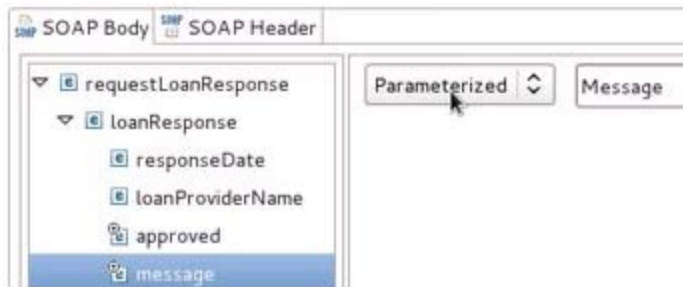 SOAP Body SOAP Header
requestLoanResponse
Parameterized
Message
loanResponse
responseDate
loanProviderName
approved
message